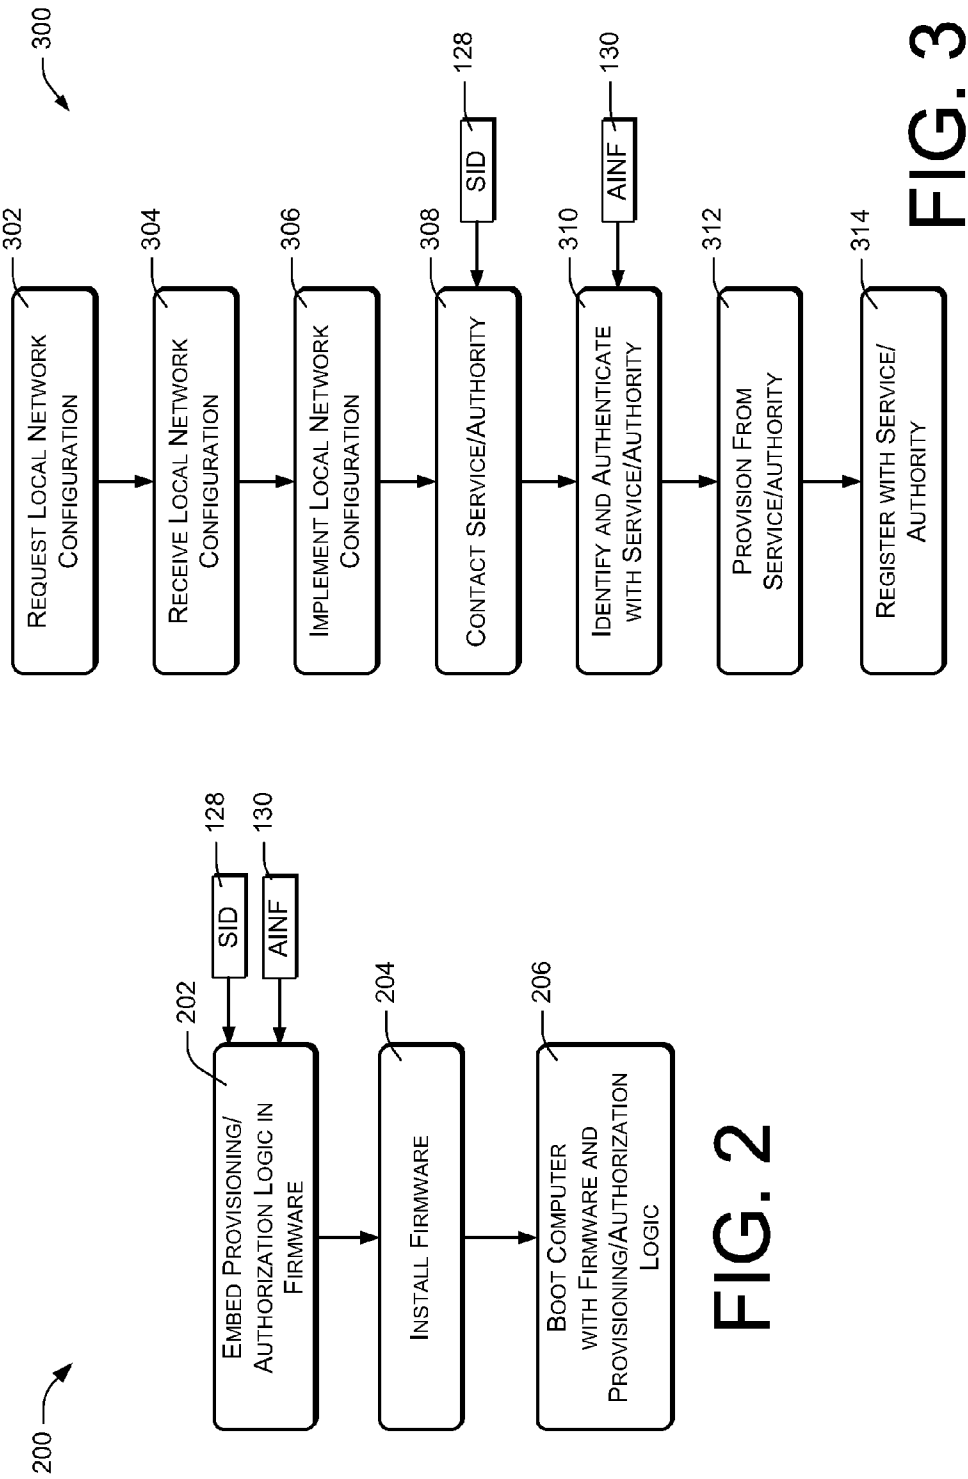 200
SID
128
AINF
130
202
EMBED PROVISIONING/
AUTHORIZATION LOGIC IN
FIRMWARE
204
INSTALL FIRMWARE
206
BOOT COMPUTER
WITH FIRMWARE AND
PROVISIONING/AUTHORIZATION
LOGIC
FIG. 2
300
302
REQUEST LOCAL NETWORK
CONFIGURATION
304
RECEIVE LOCAL NETWORK
CONFIGURATION
306
IMPLEMENT LOCAL NETWORK
CONFIGURATION
308
SID
128
CONTACT SERVICE/AUTHORITY
310
AINF
130
IDENTIFY AND AUTHENTICATE
WITH SERVICE/AUTHORITY
312
PROVISION FROM
SERVICE/AUTHORITY
314
REGISTER WITH SERVICE/
AUTHORITY
FIG. 3